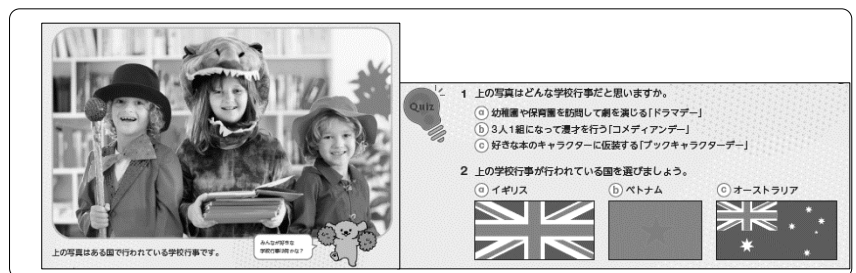 上の写真はある国で行われている学校行事です。
みんなが好きな
学校行事は何かな?
Quiz
1 上の写真はどんな学校行事だと思いますか。
ⓐ 幼稚園や保育園を訪問して劇を演じる「ドラマデー」
ⓑ 3人1組になって漫才を行う「コメディアンデー」
ⓒ 好きな本のキャラクターに仮装する「ブックキャラクターデー」
2 上の学校行事が行われている国を選びましょう。
ⓐ イギリス ⓑ ベトナム ⓒ オーストラリア